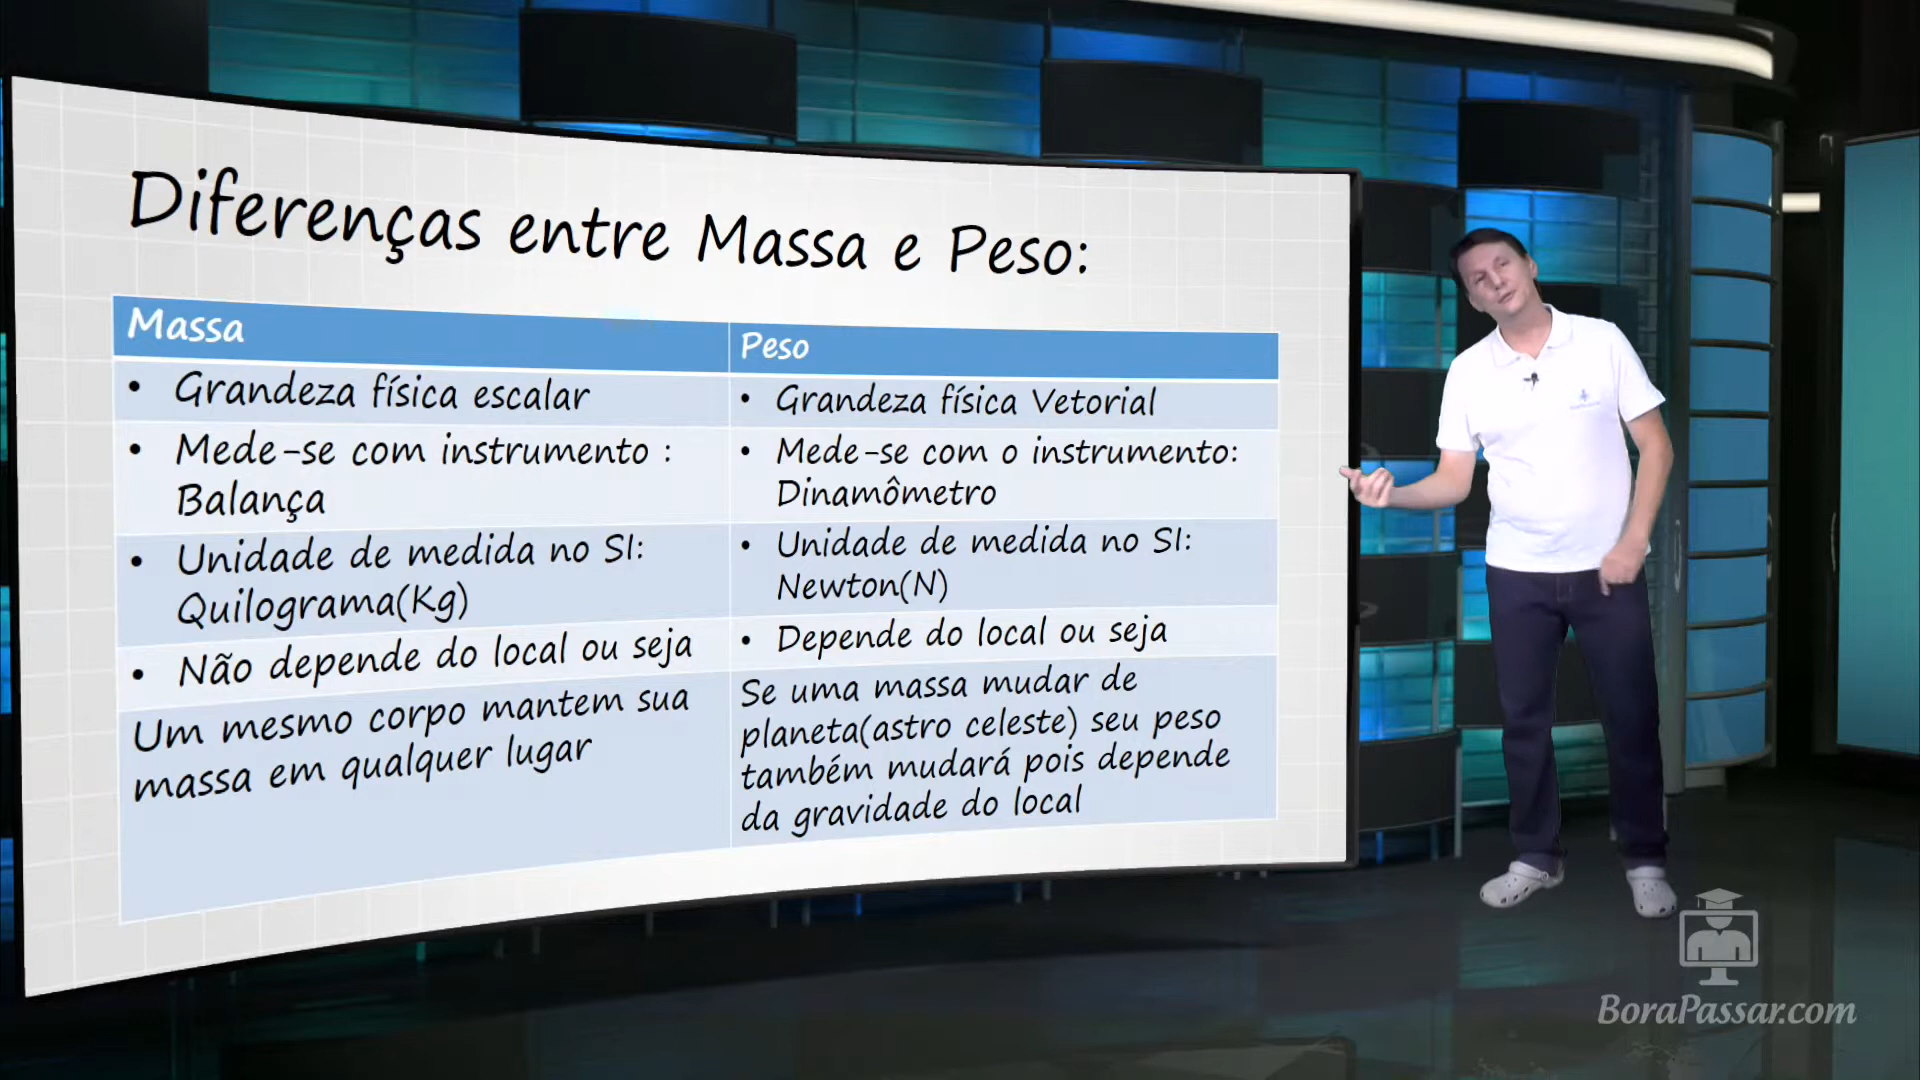 Diferenças entre Massa e Peso:
Massa
Peso
• Grandeza física escalar
• Grandeza física Vetorial
• Mede-se com instrumento :
Balança
• Mede-se com o instrumento:
Dinamômetro
• Unidade de medida no SI:
Quilograma(Kg)
• Unidade de medida no SI:
Newton(N)
• Não depende do local ou seja
• Depende do local ou seja
Um mesmo corpo mantem sua
massa em qualquer lugar
Se uma massa mudar de
planeta(astro celeste) seu peso
também mudará pois depende
da gravidade do local
BoraPassar.com